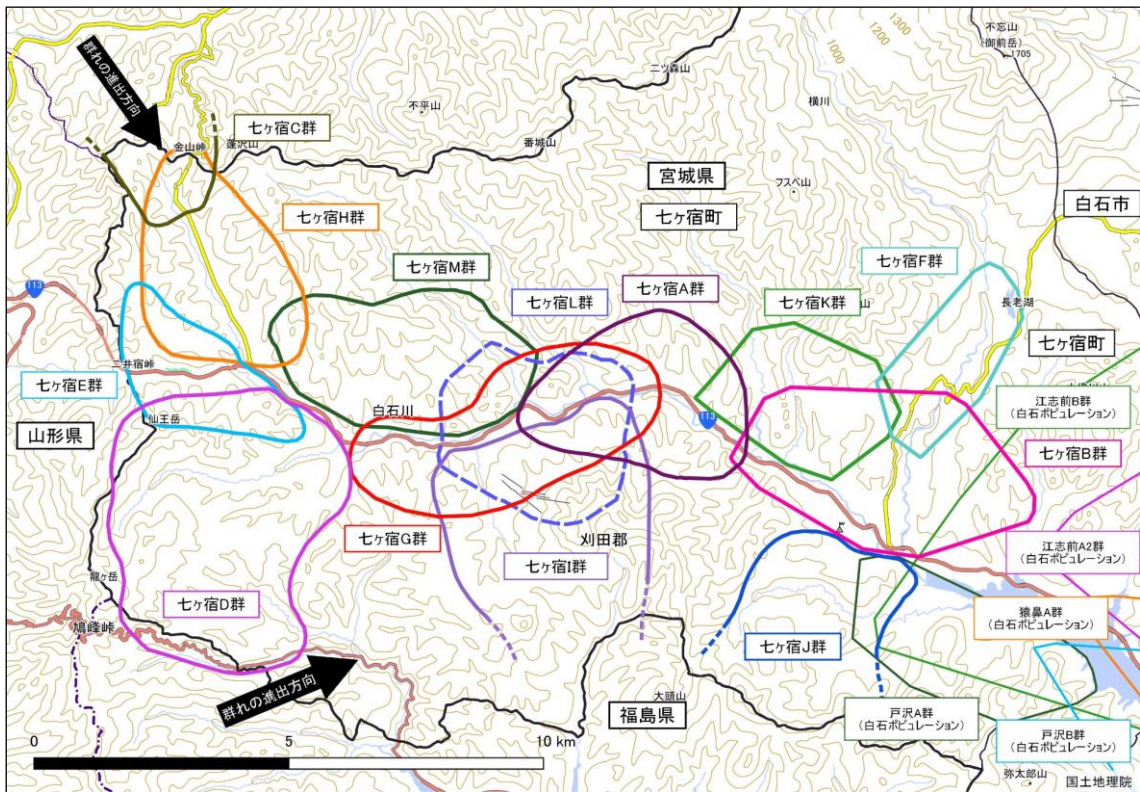 不忘山
(御前岳)
1705
1300
1200
1000
群れの進出方向
二ツ森山
横川
不平山
七ヶ宿C群
金山峠
蓬沢山
番城山
宮城県
フスベ山
七ヶ宿町
白石市
七ヶ宿H群
七ヶ宿M群
七ヶ宿L群
七ヶ宿A群
七ヶ宿F群
七ヶ宿K群
山
長老湖
113
七ヶ宿町
二井宿峠
七ヶ宿E群
白石川
仙王岳
113
江志前B群
(白石ポピュレーション)
山形県
七ヶ宿B群
七ヶ宿G群
刈田郡
江志前A2群
(白石ポピュレーション)
七ヶ宿I群
龍ヶ岳
七ヶ宿D群
猿鼻A群
(白石ポピュレーション)
鳩峰峠
七ヶ宿J群
群れの進出方向
大頭山
福島県
戸沢A群
(白石ポピュレーション)
戸沢B群
(白石ポピュレーション)
0
5
10 km
弥太郎山
国土地理院